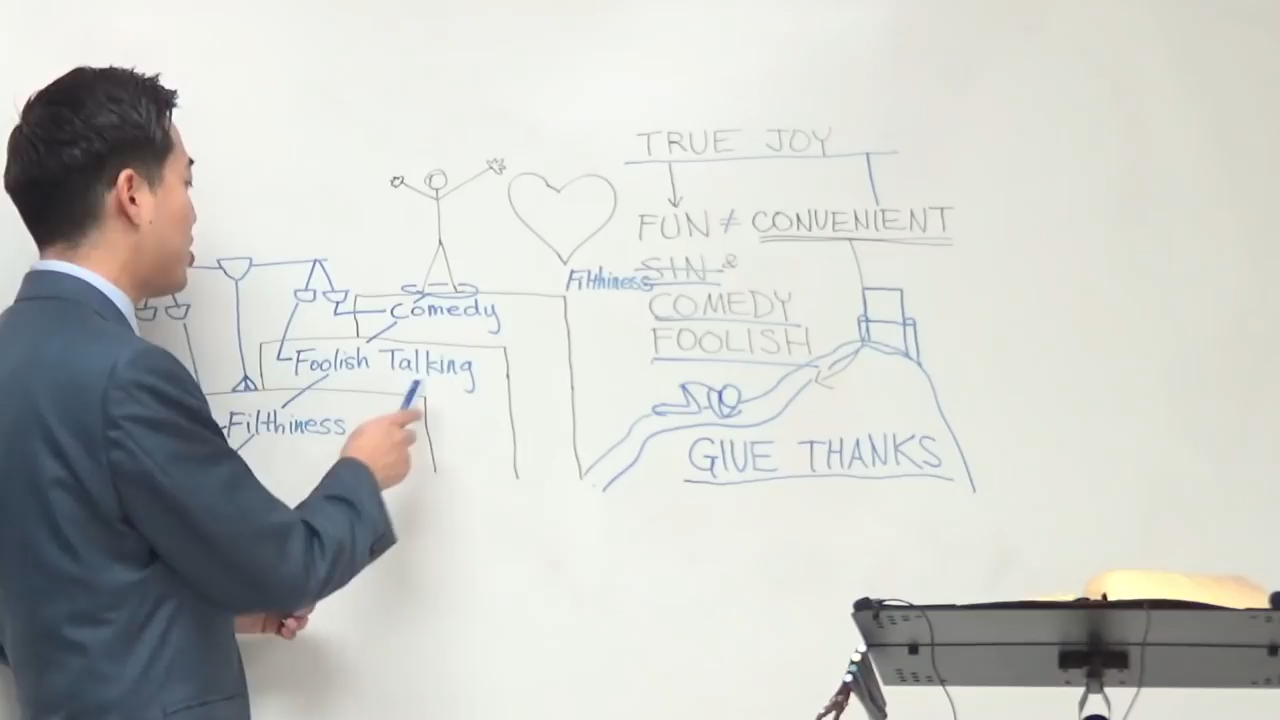 TRUE JOY
FUN ≠ CONVENIENT
Filthiness SIN &
COMEDY
FOOLISH
GIVE THANKS
Comedy
Foolish Talking
Filthiness